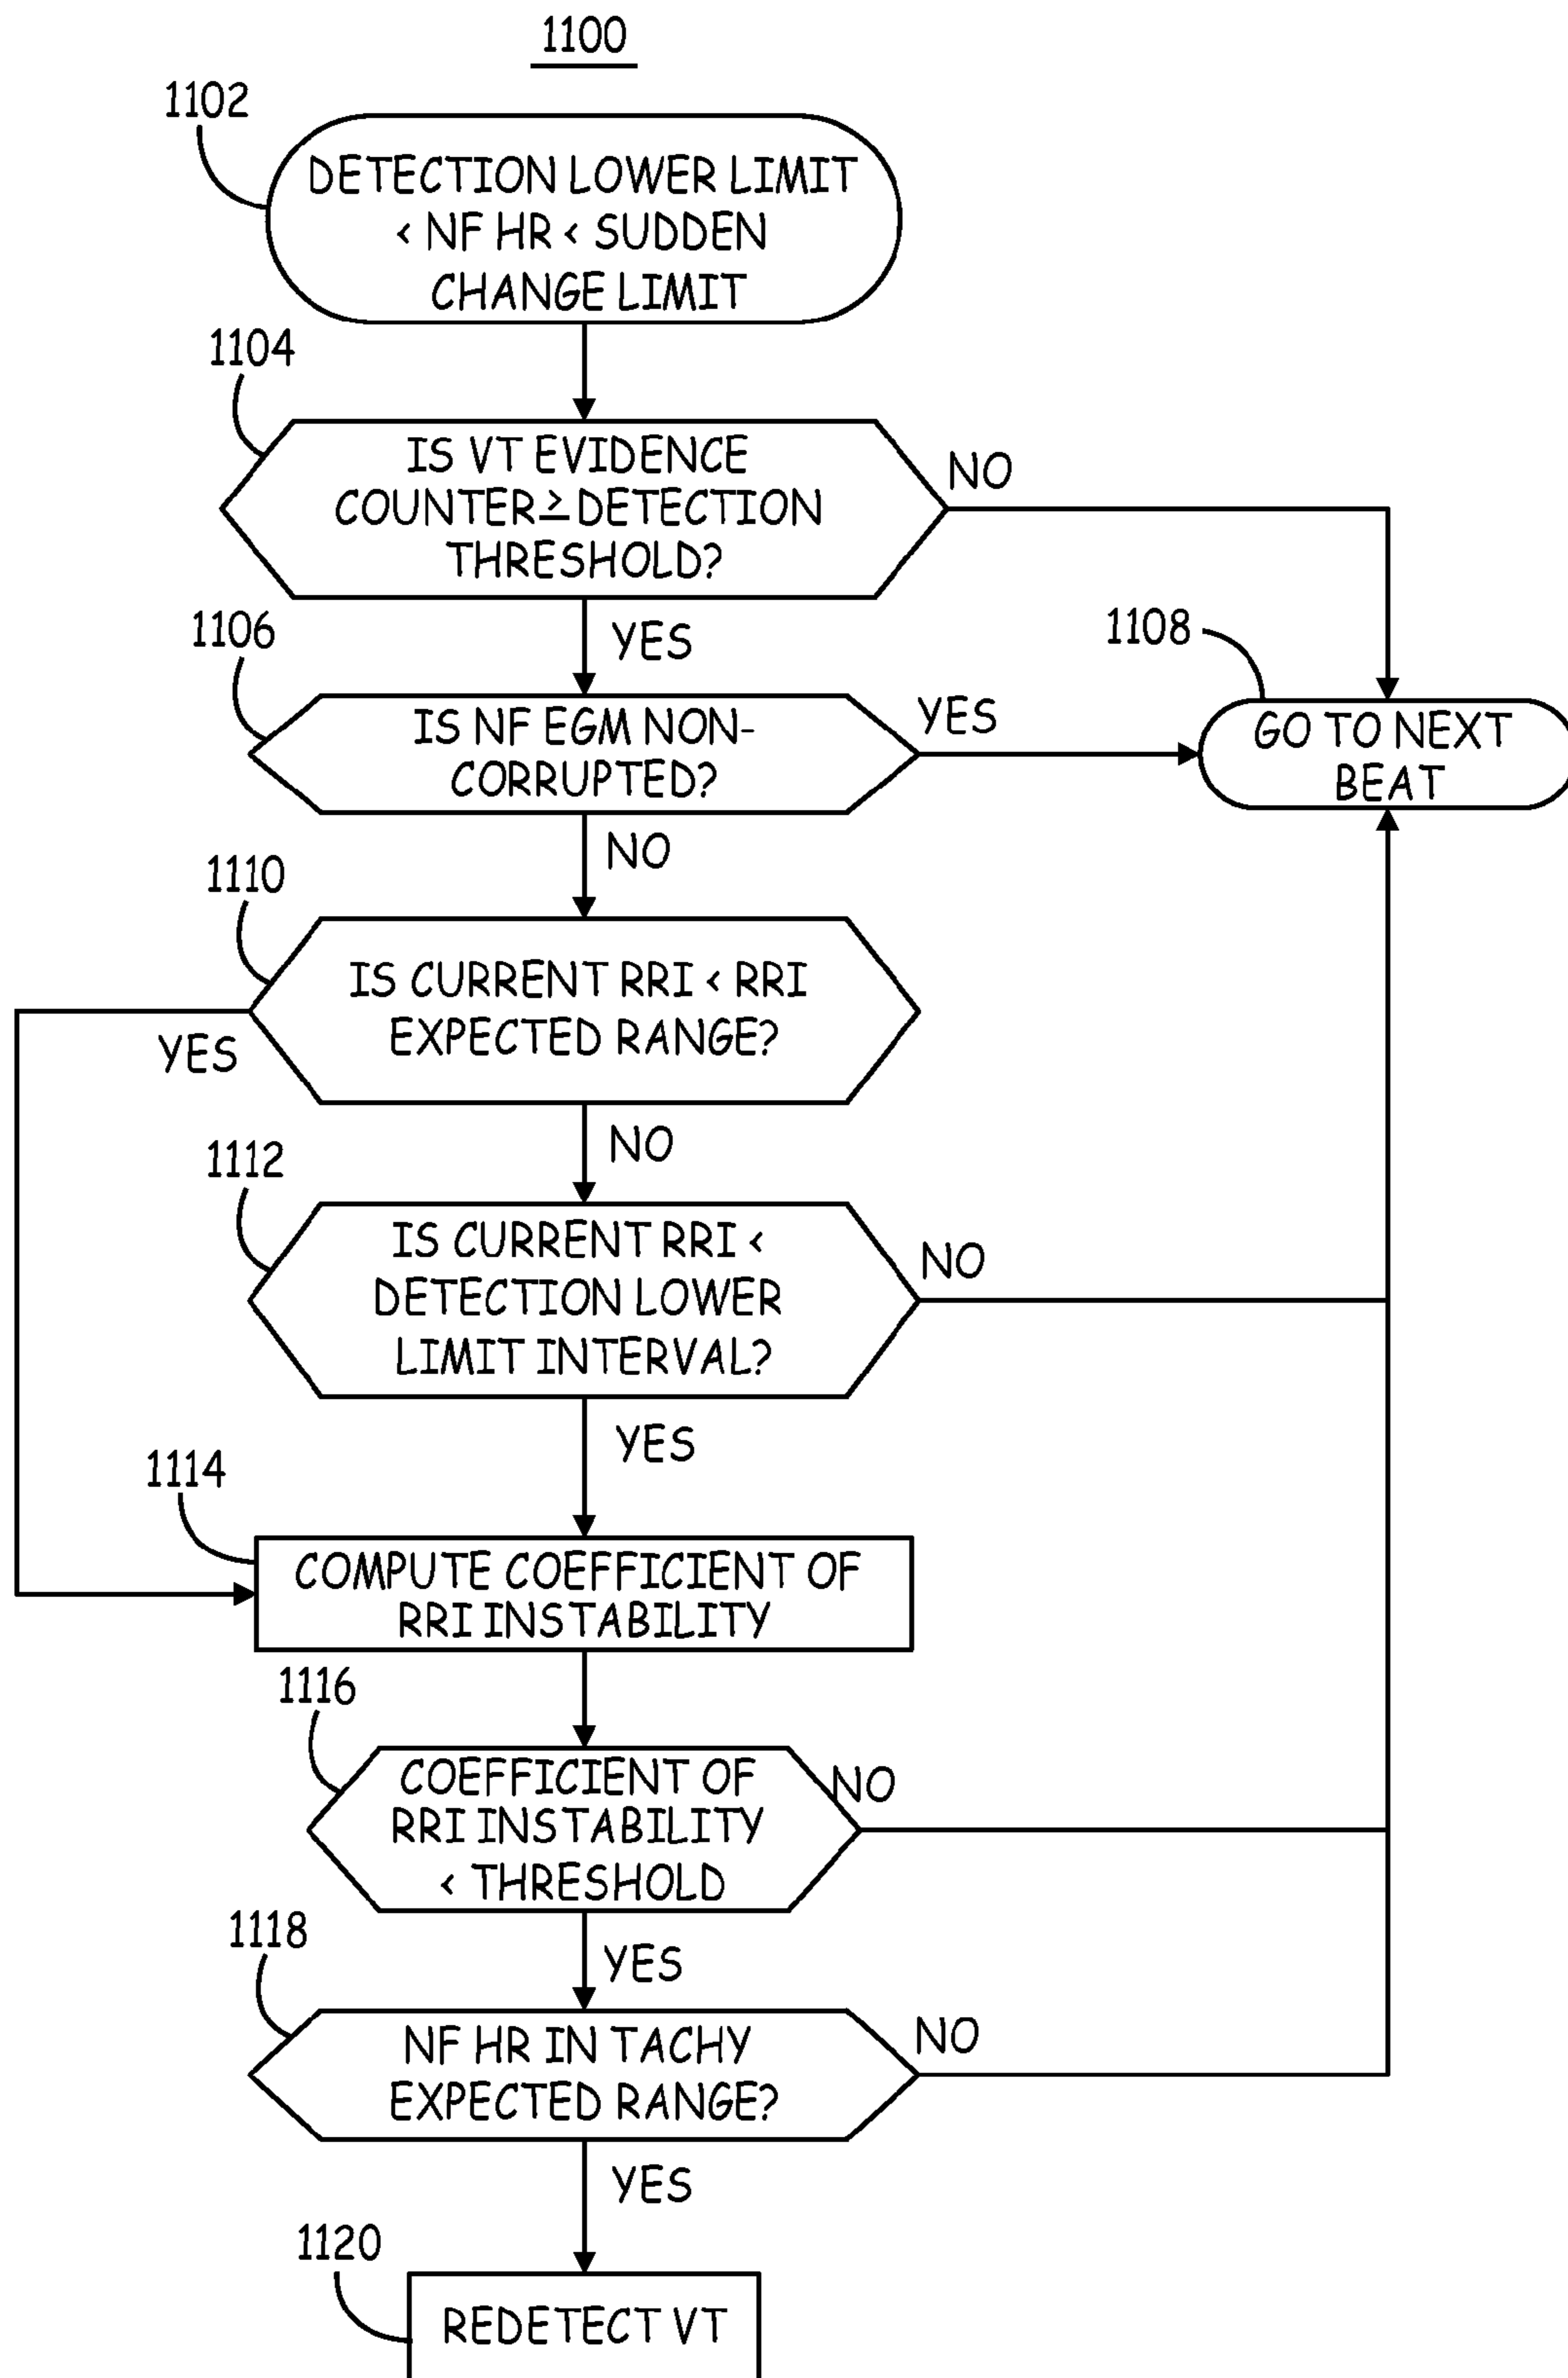 1100
1102
DETECTION LOWER LIMIT
< NF HR < SUDDEN
CHANGE LIMIT
1104
IS VT EVIDENCE
COUNTER ≥ DETECTION
THRESHOLD?
NO
YES
1106
IS NF EGM NON-
CORRUPTED?
YES
1108
GO TO NEXT
BEAT
NO
1110
IS CURRENT RRI < RRI
EXPECTED RANGE?
YES
NO
1112
IS CURRENT RRI <
DETECTION LOWER
LIMIT INTERVAL?
NO
YES
1114
COMPUTE COEFFICIENT OF
RRI INSTABILITY
1116
COEFFICIENT OF
RRI INSTABILITY
< THRESHOLD
NO
YES
1118
NF HR IN TACHY
EXPECTED RANGE?
NO
YES
1120
REDETECT VT